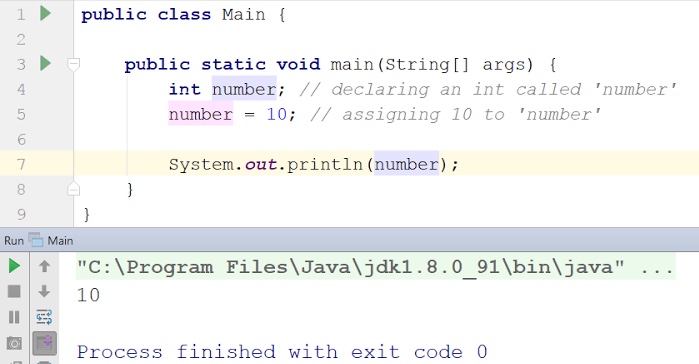 1 public class Main {
2
3 public static void main(String[] args) {
4 int number; // declaring an int called 'number'
5 number = 10; // assigning 10 to 'number'
6
7 System.out.println(number);
8 }
9 }
Run Main
"C:\Program Files\Java\jdk1.8.0_91\bin\java" ...
10
Process finished with exit code 0